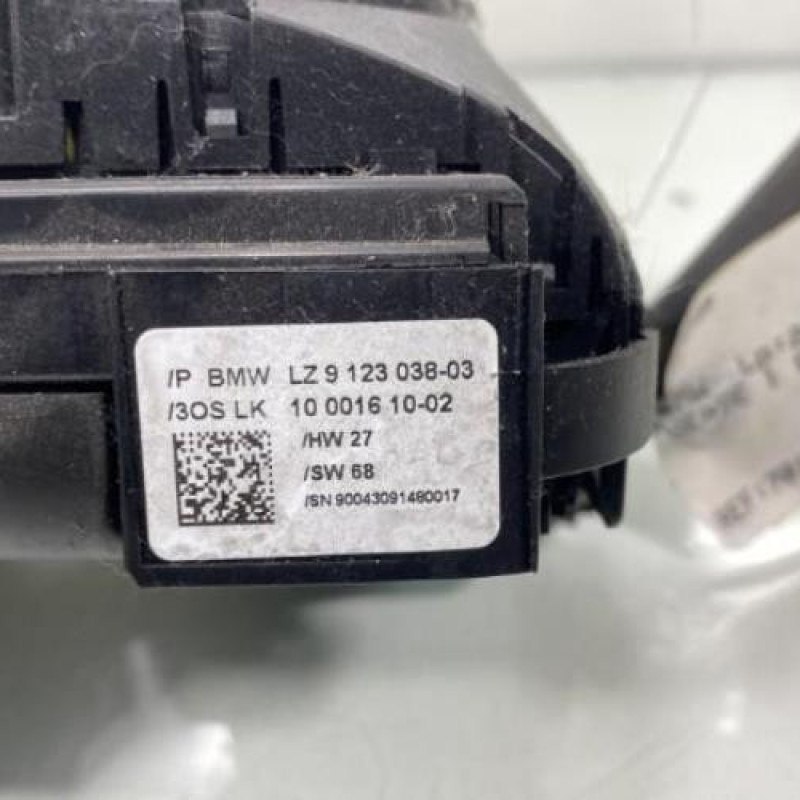 /P BMW LZ 9 123 038-03
/3OS LK 10 0016 10-02
/HW 27
/SW 68
/SN 90043091480017